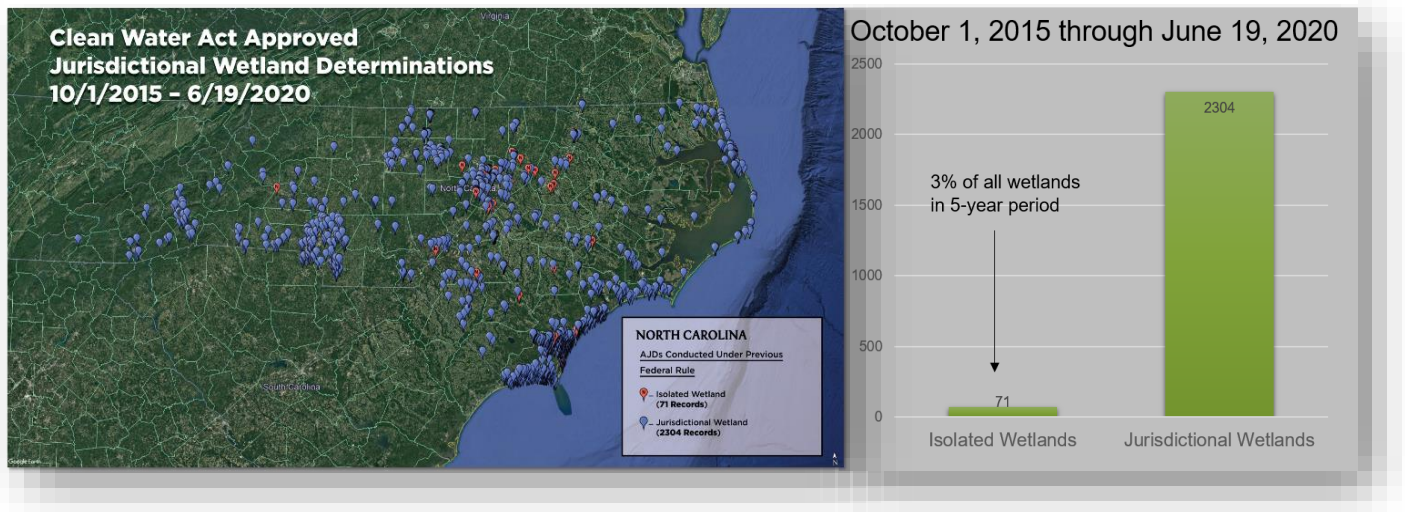 Virginia
Clean Water Act Approved
Jurisdictional Wetland Determinations
10/1/2015 – 6/19/2020
South Carolina
NORTH CAROLINA
AJDs Conducted Under Previous
Federal Rule
Isolated Wetland
(71 Records)
Jurisdictional Wetland
(2304 Records)
Google Earth
N
October 1, 2015 through June 19, 2020
2500
2304
2000
3% of all wetlands
in 5-year period
1500
1000
500
71
0
Isolated Wetlands
Jurisdictional Wetlands